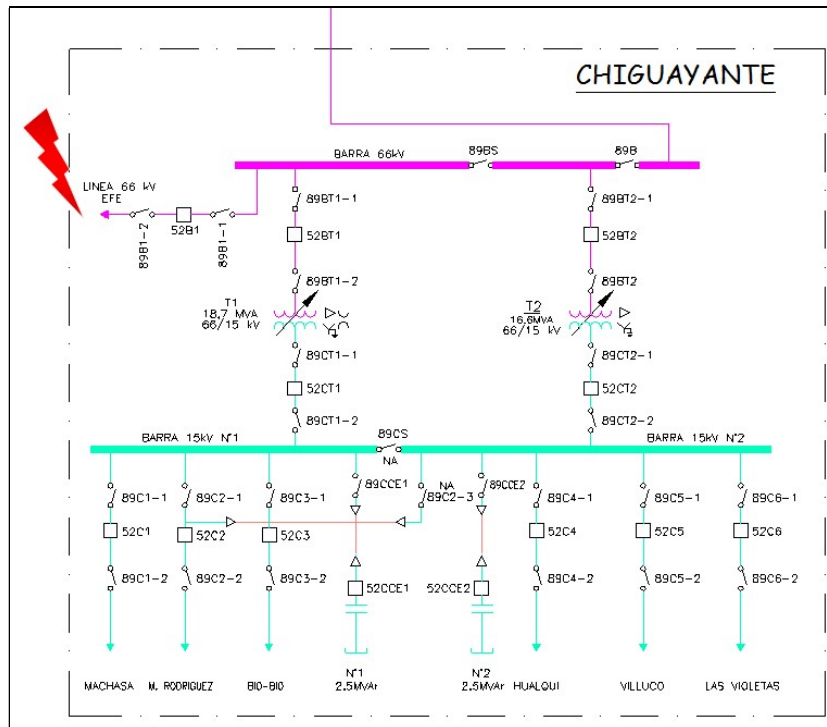 CHIGUAYANTE
BARRA 66kV
89BS
89B
LINEA 66 kV
EFE
89B1-2
52B1
89B1-1
89BT1-1
52BT1
89BT1-2
89BT2-1
52BT2
89BT2
T1
18.7 MVA
66/15 kV
T2
16.6MVA
66/15 kV
89CT1-1
52CT1
89CT1-2
89CT2-1
52CT2
89CT2-2
BARRA 15kV N°1
89CS
NA
BARRA 15kV N°2
89C1-1
89C2-1
89C3-1
89CCE1
NA
89C2-3
89CCE2
89C4-1
89C5-1
89C6-1
52C1
52C2
52C3
52C4
52C5
52C6
89C1-2
89C2-2
89C3-2
52CCE1
52CCE2
89C4-2
89C5-2
89C6-2
MACHASA
M. RODRIGUEZ
BIO-BIO
N°1
2.5MVAr
N°2
2.5MVAr
HUALQUI
VILLUCO
LAS VIOLETAS